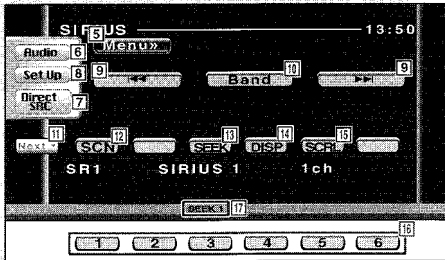 SIRIUS 13:50
5
Menu»
Audio 6
Set Up 8
Direct SRC 7
9 ◄◄ Band 10 ►► 9
11 12 13 14 15
Next SCN SEEK DISP SCRL
SR1 SIRIUS 1 1ch
SEEK1 17
16
1 2 3 4 5 6